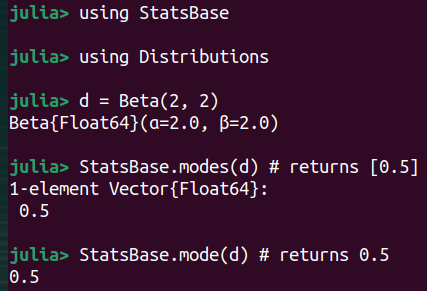 julia> using StatsBase
julia> using Distributions
julia> d = Beta(2, 2)
Beta{Float64}(α=2.0, β=2.0)
julia> StatsBase.modes(d) # returns [0.5]
1-element Vector{Float64}:
 0.5
julia> StatsBase.mode(d) # returns 0.5
0.5